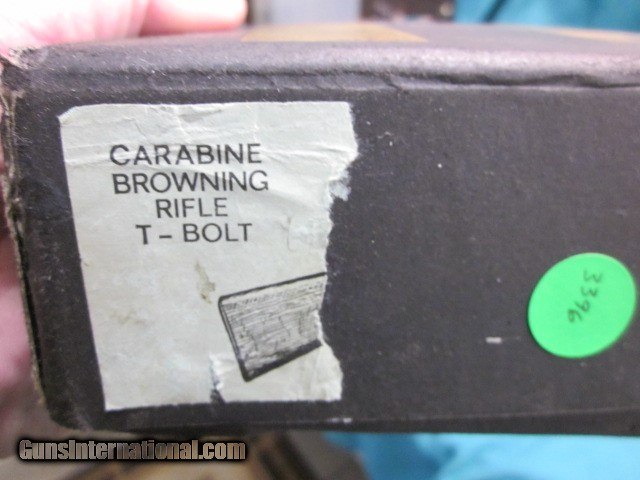 CARABINE
BROWNING
RIFLE
T-BOLT
3396
GunsInternational.com